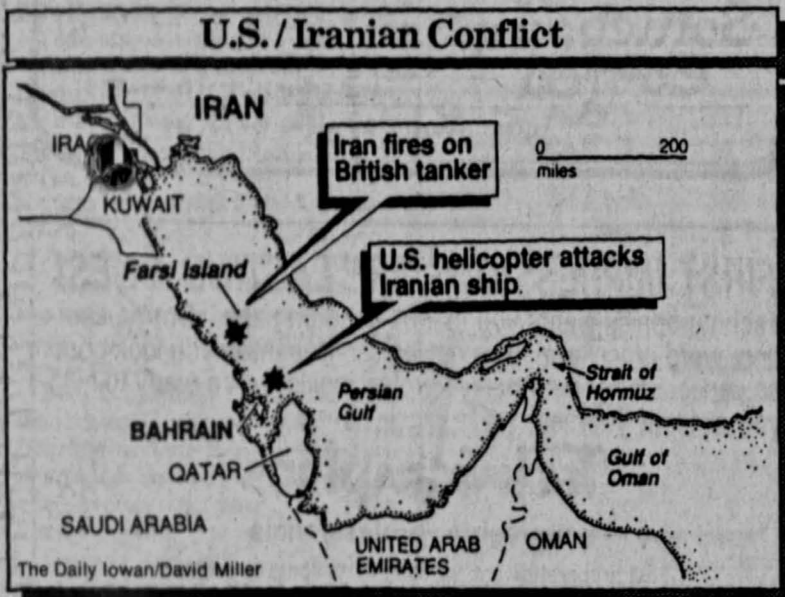 U.S. / Iranian Conflict
IRAN
Iran fires on
British tanker
0 200
miles
IRA
KUWAIT
Farsi Island
U.S. helicopter attacks
Iranian ship
Strait of
Hormuz
Persian
Gulf
BAHRAIN
QATAR
Gulf of
Oman
SAUDI ARABIA
UNITED ARAB
EMIRATES
OMAN
The Daily Iowan/David Miller